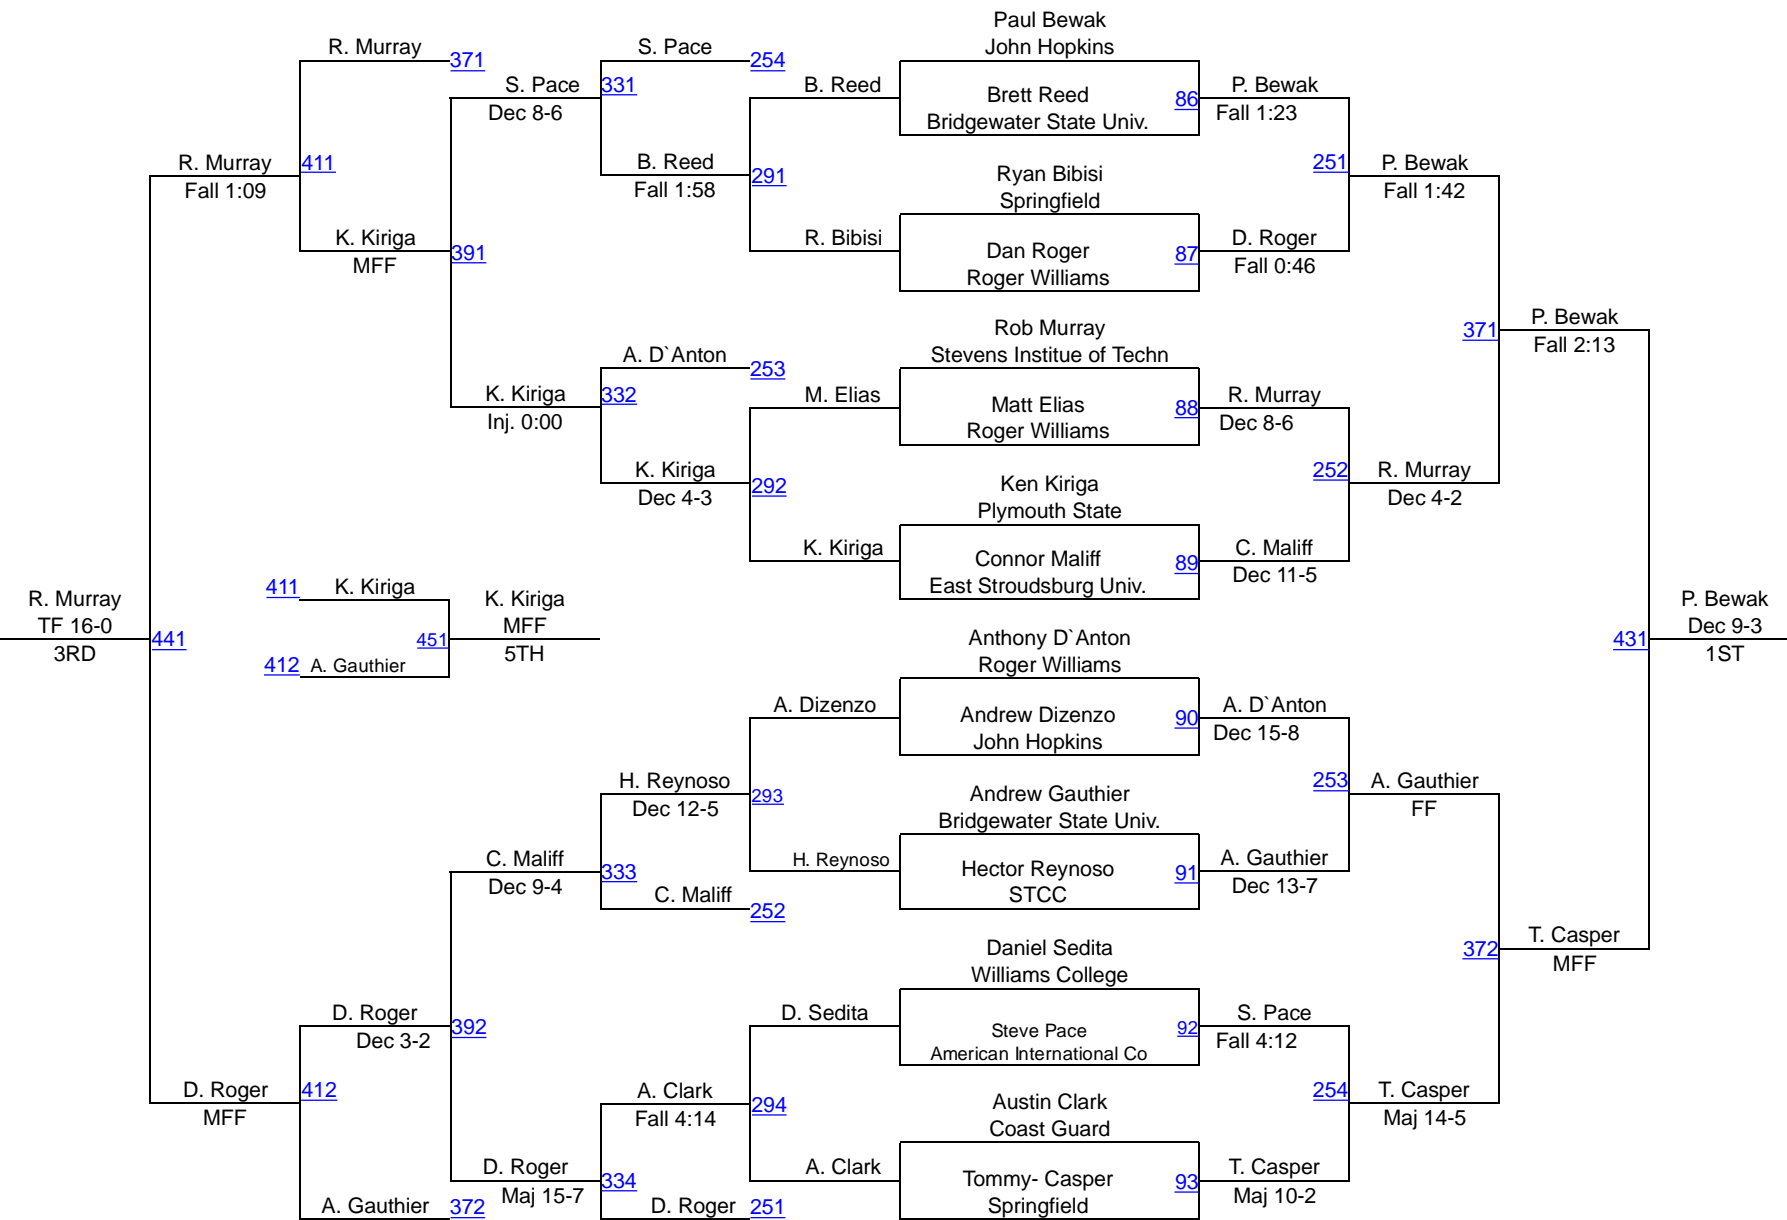 Paul Bewak
John Hopkins
R. Murray
371
S. Pace
254
S. Pace
331
Dec 8-6
B. Reed
Brett Reed
Bridgewater State Univ.
86
P. Bewak
Fall 1:23
R. Murray
Fall 1:09
411
B. Reed
Fall 1:58
291
Ryan Bibisi
Springfield
251
P. Bewak
Fall 1:42
K. Kiriga
MFF
391
R. Bibisi
Dan Roger
Roger Williams
87
D. Roger
Fall 0:46
Rob Murray
Stevens Institue of Techn
371
P. Bewak
Fall 2:13
A. D`Anton
253
K. Kiriga
Inj. 0:00
332
M. Elias
Matt Elias
Roger Williams
88
R. Murray
Dec 8-6
K. Kiriga
Dec 4-3
292
Ken Kiriga
Plymouth State
252
R. Murray
Dec 4-2
K. Kiriga
Connor Maliff
East Stroudsburg Univ.
89
C. Maliff
Dec 11-5
R. Murray
TF 16-0
3RD
441
411
K. Kiriga
412
A. Gauthier
451
K. Kiriga
MFF
5TH
431
P. Bewak
Dec 9-3
1ST
Anthony D`Anton
Roger Williams
A. Dizenzo
Andrew Dizenzo
John Hopkins
90
A. D`Anton
Dec 15-8
H. Reynoso
Dec 12-5
293
Andrew Gauthier
Bridgewater State Univ.
253
A. Gauthier
FF
C. Maliff
Dec 9-4
333
H. Reynoso
Hector Reynoso
STCC
91
A. Gauthier
Dec 13-7
C. Maliff
252
Daniel Sedita
Williams College
372
T. Casper
MFF
D. Roger
Dec 3-2
392
D. Sedita
Steve Pace
American International Co
92
S. Pace
Fall 4:12
D. Roger
MFF
412
A. Clark
Fall 4:14
294
Austin Clark
Coast Guard
254
T. Casper
Maj 14-5
D. Roger
Maj 15-7
334
A. Clark
Tommy- Casper
Springfield
93
T. Casper
Maj 10-2
A. Gauthier
372
D. Roger
251